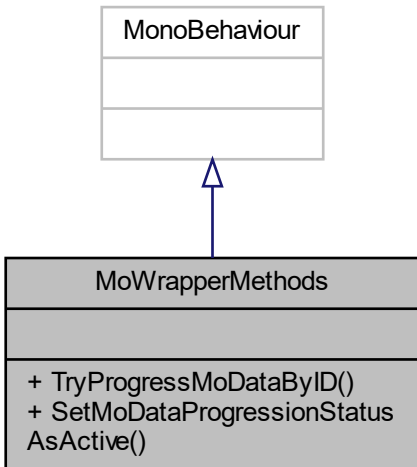 MonoBehaviour
MoWrapperMethods
+ TryProgressMoDataByID()
+ SetMoDataProgressionStatus
AsActive()